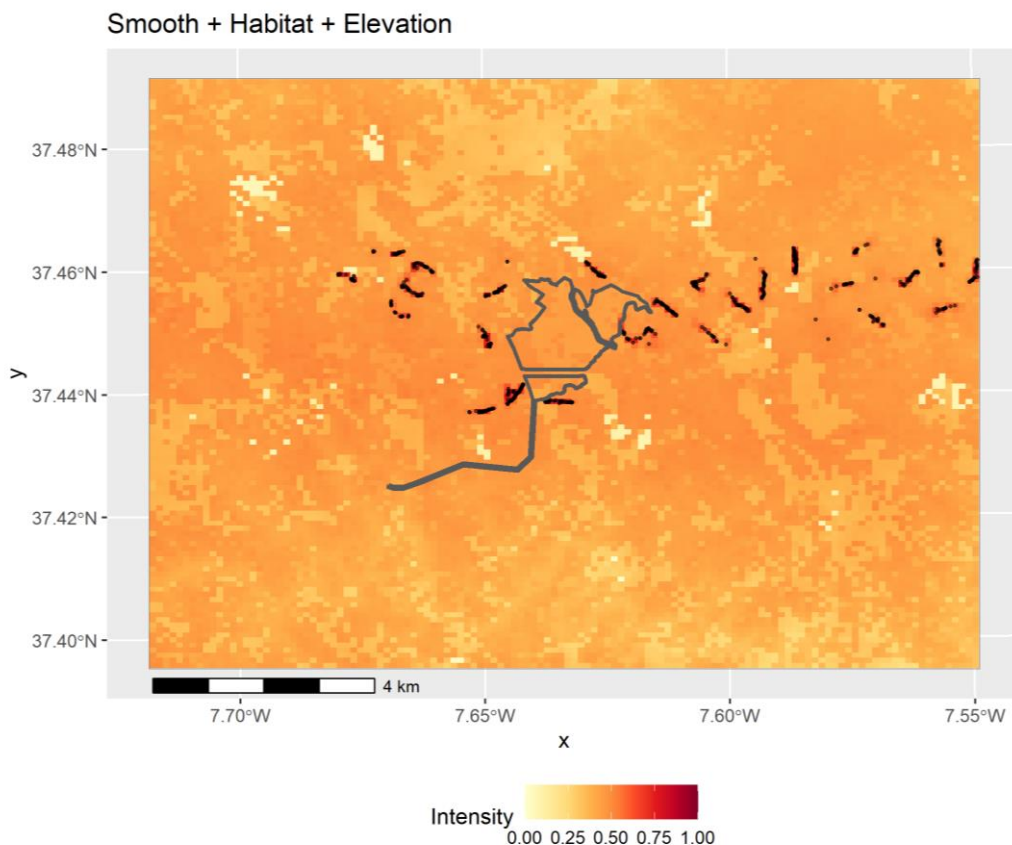 Smooth + Habitat + Elevation
37.48°N
37.46°N
37.44°N
37.42°N
37.40°N
y
4 km
7.70°W
7.65°W
7.60°W
7.55°W
x
Intensity
0.00 0.25 0.50 0.75 1.00